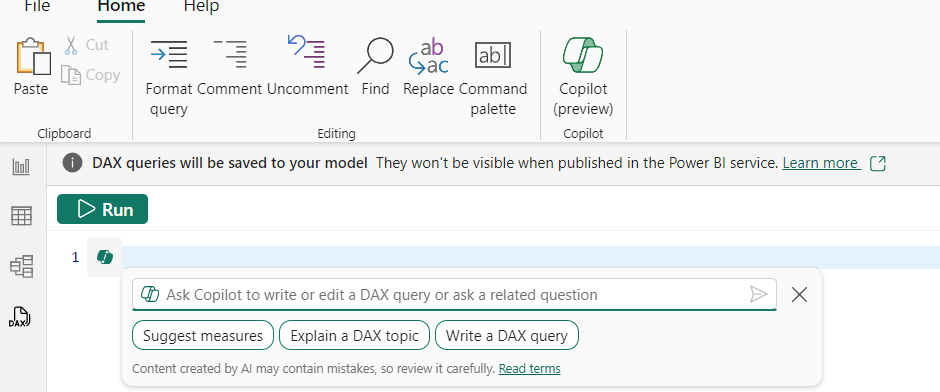 File Home Help
Cut
Copy
Paste
Format query
Comment
Uncomment
Find
ab
ac
Replace
ab
Command palette
Copilot (preview)
Clipboard
Editing
Copilot
DAX queries will be saved to your model They won't be visible when published in the Power BI service. Learn more
Run
1
DAX
Ask Copilot to write or edit a DAX query or ask a related question
Suggest measures Explain a DAX topic Write a DAX query
Content created by AI may contain mistakes, so review it carefully. Read terms